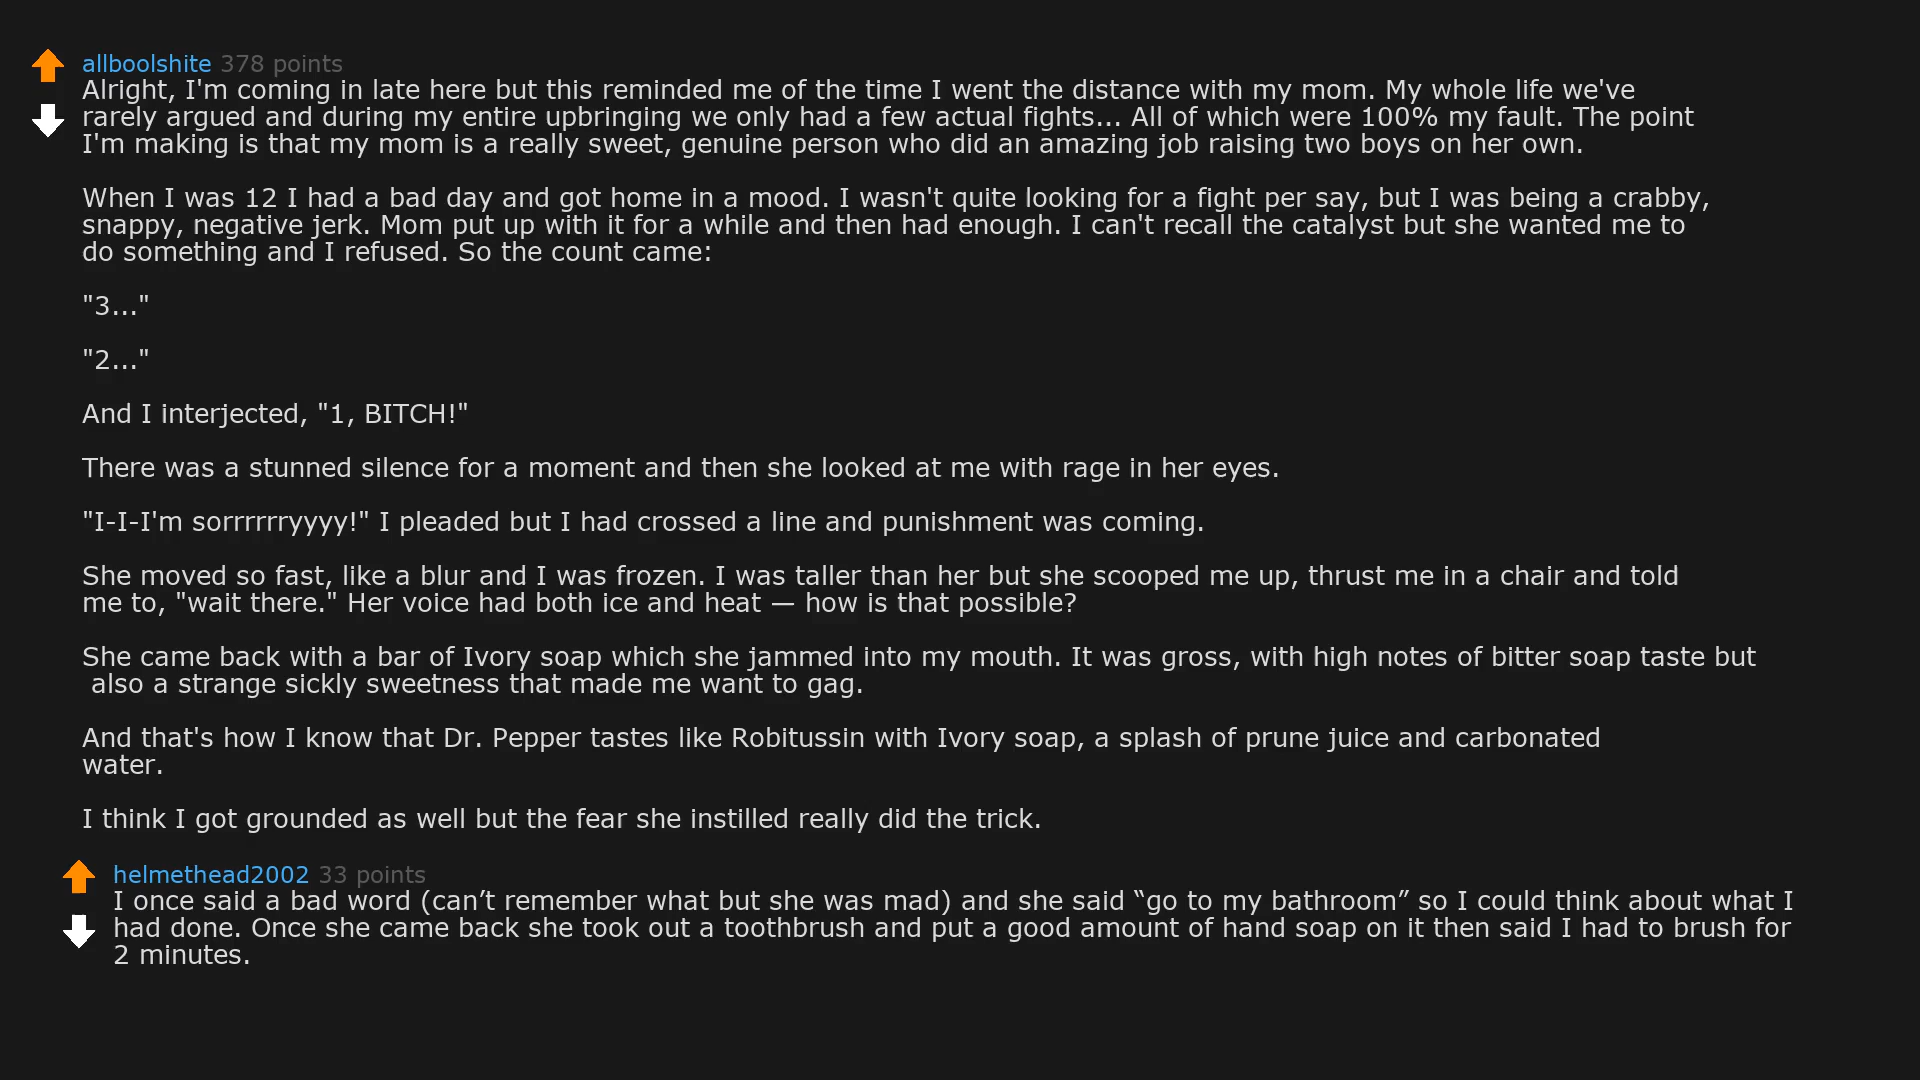 allboolshite 378 points
Alright, I'm coming in late here but this reminded me of the time I went the distance with my mom. My whole life we've
rarely argued and during my entire upbringing we only had a few actual fights... All of which were 100% my fault. The point
I'm making is that my mom is a really sweet, genuine person who did an amazing job raising two boys on her own.
When I was 12 I had a bad day and got home in a mood. I wasn't quite looking for a fight per say, but I was being a crabby,
snappy, negative jerk. Mom put up with it for a while and then had enough. I can't recall the catalyst but she wanted me to
do something and I refused. So the count came:
"3..."
"2..."
And I interjected, "1, BITCH!"
There was a stunned silence for a moment and then she looked at me with rage in her eyes.
"I-I-I'm sorrrrrryyyy!" I pleaded but I had crossed a line and punishment was coming.
She moved so fast, like a blur and I was frozen. I was taller than her but she scooped me up, thrust me in a chair and told
me to, "wait there." Her voice had both ice and heat — how is that possible?
She came back with a bar of Ivory soap which she jammed into my mouth. It was gross, with high notes of bitter soap taste but
also a strange sickly sweetness that made me want to gag.
And that's how I know that Dr. Pepper tastes like Robitussin with Ivory soap, a splash of prune juice and carbonated
water.
I think I got grounded as well but the fear she instilled really did the trick.
helmethead2002 33 points
I once said a bad word (can’t remember what but she was mad) and she said “go to my bathroom” so I could think about what I
had done. Once she came back she took out a toothbrush and put a good amount of hand soap on it then said I had to brush for
2 minutes.